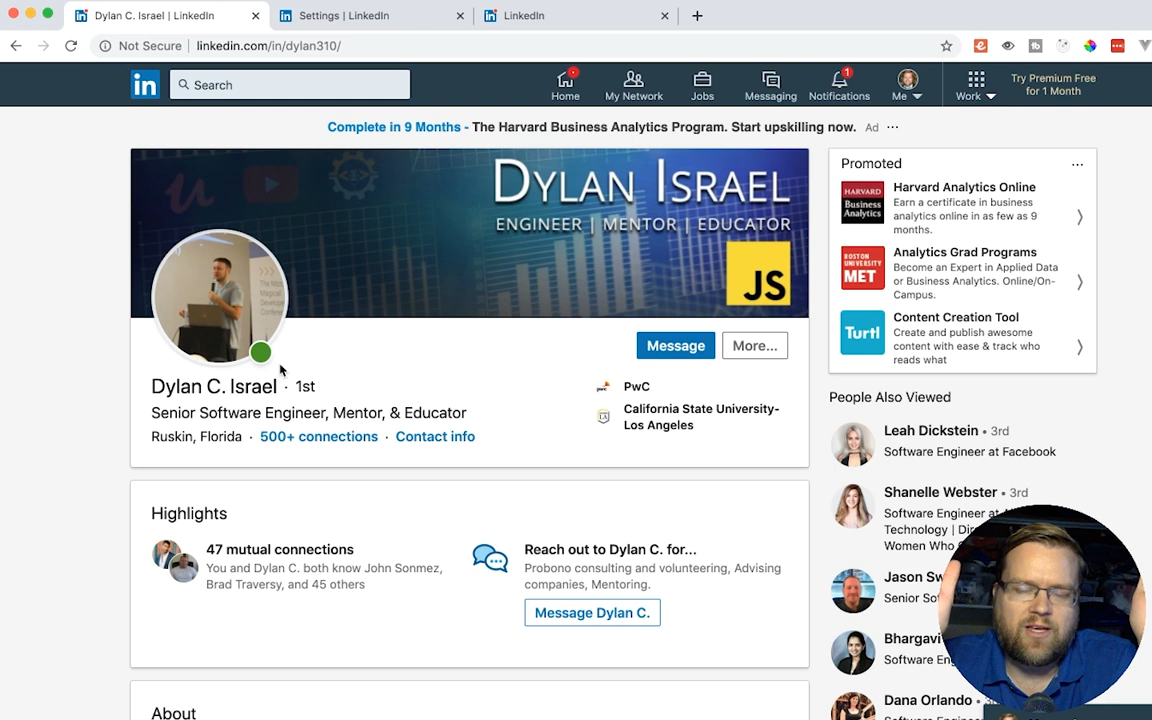 Dylan C. Israel | LinkedIn
Settings | LinkedIn
LinkedIn
Not Secure
linkedin.com/in/dylan310/
in
Search
Home
My Network
Jobs
Messaging
1
Notifications
Me
Work
Try Premium Free
for 1 Month
Complete in 9 Months - The Harvard Business Analytics Program. Start upskilling now. Ad
DYLAN ISRAEL
ENGINEER | MENTOR | EDUCATOR
JS
Message
More...
Dylan C. Israel · 1st
Senior Software Engineer, Mentor, & Educator
Ruskin, Florida · 500+ connections · Contact info
PwC
California State University-
Los Angeles
Highlights
47 mutual connections
You and Dylan C. both know John Sonmez,
Brad Traversy, and 45 others
Reach out to Dylan C. for...
Probono consulting and volunteering, Advising
companies, Mentoring.
Message Dylan C.
About
Promoted
HARVARD
Business
Analytics
Harvard Analytics Online
Earn a certificate in business
analytics online in as few as 9
months.
BOSTON
UNIVERSITY
MET
Analytics Grad Programs
Become an Expert in Applied Data
or Business Analytics. Online/On-
Campus.
Turtl
Content Creation Tool
Create and publish awesome
content with ease & track who
reads what
People Also Viewed
Leah Dickstein • 3rd
Software Engineer at Facebook
Shanelle Webster • 3rd
Software Engineer at
Technology |
Women Who
Jason
Senior
Bhargavi
Software
Dana Orlando
Software Engineer